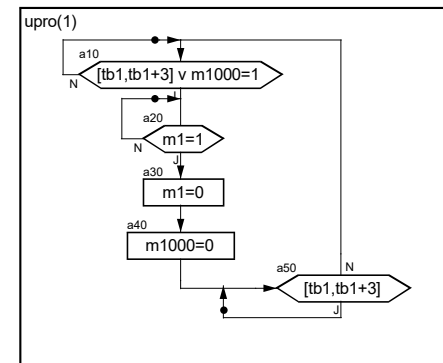 upro(1)
a10
[tb1,tb1+3] v m1000=1
N
J
a20
m1=1
N
J
a30
m1=0
a40
m1000=0
a50
N
[tb1,tb1+3]
J